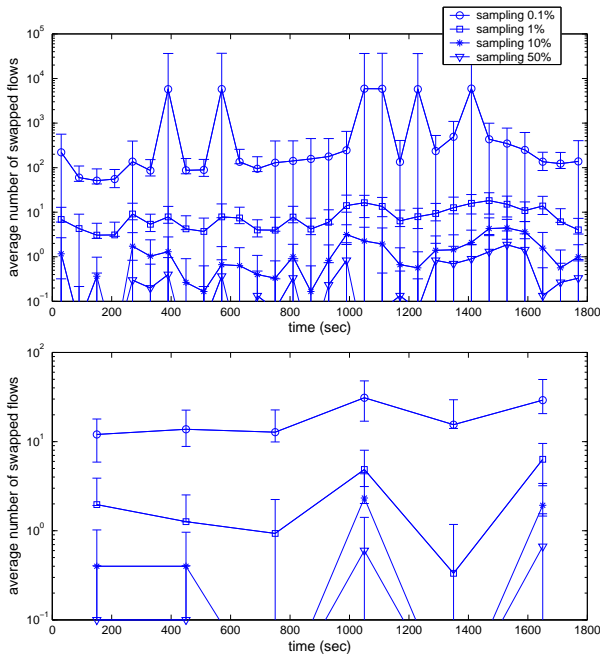 sampling 0.1%
sampling 1%
sampling 10%
sampling 50%
average number of swapped flows
10^5
10^4
10^3
10^2
10^1
10^0
10^-1
0 200 400 600 800 1000 1200 1400 1600 1800
time (sec)
average number of swapped flows
10^2
10^1
10^0
10^-1
0 200 400 600 800 1000 1200 1400 1600 1800
time (sec)